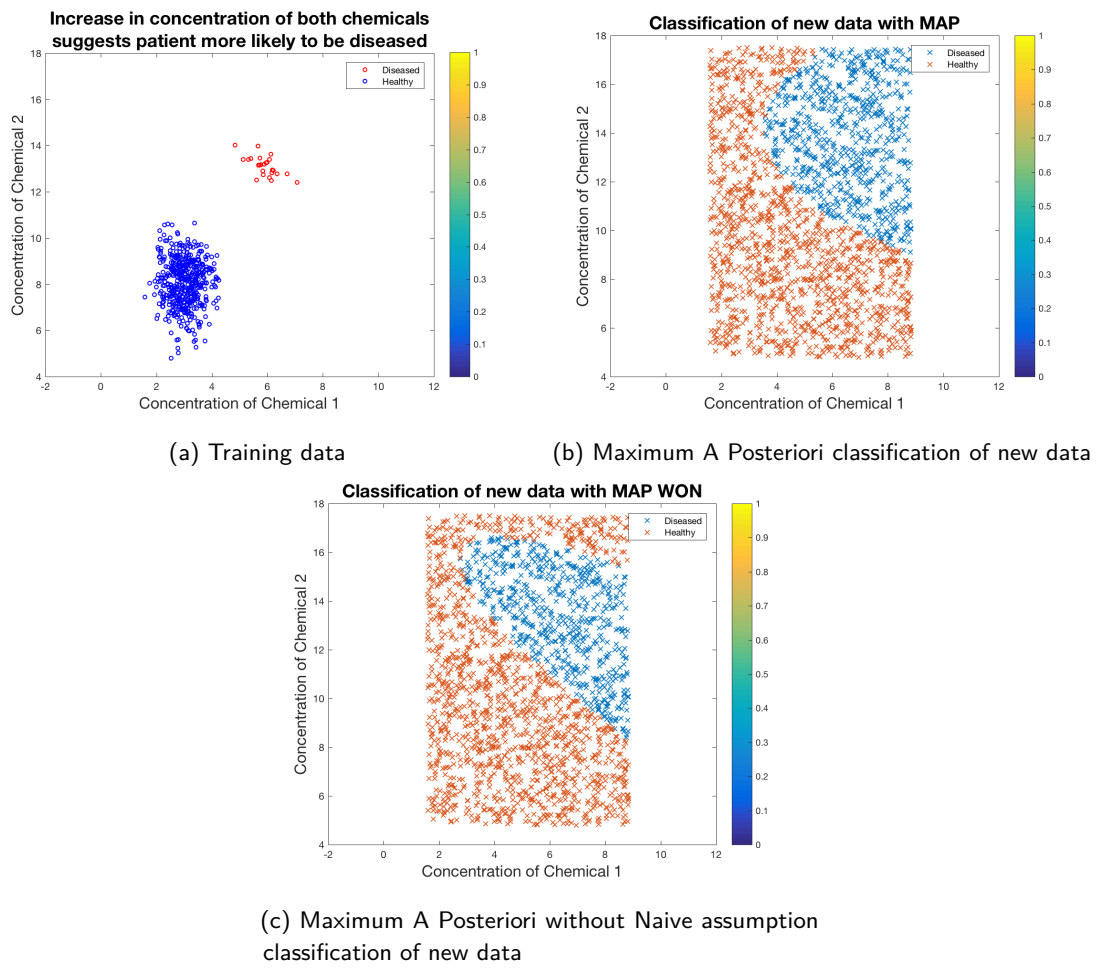 Increase in concentration of both chemicals
suggests patient more likely to be diseased
18
16
14
12
10
8
6
4
Concentration of Chemical 2
-2 0 2 4 6 8 10 12
Concentration of Chemical 1
Diseased
Healthy
1
0.9
0.8
0.7
0.6
0.5
0.4
0.3
0.2
0.1
0
(a) Training data
Classification of new data with MAP
18
16
14
12
10
8
6
4
Concentration of Chemical 2
-2 0 2 4 6 8 10 12
Concentration of Chemical 1
Diseased
Healthy
1
0.9
0.8
0.7
0.6
0.5
0.4
0.3
0.2
0.1
0
(b) Maximum A Posteriori classification of new data
Classification of new data with MAP WON
18
16
14
12
10
8
6
4
Concentration of Chemical 2
-2 0 2 4 6 8 10 12
Concentration of Chemical 1
Diseased
Healthy
1
0.9
0.8
0.7
0.6
0.5
0.4
0.3
0.2
0.1
0
(c) Maximum A Posteriori without Naive assumption
classification of new data